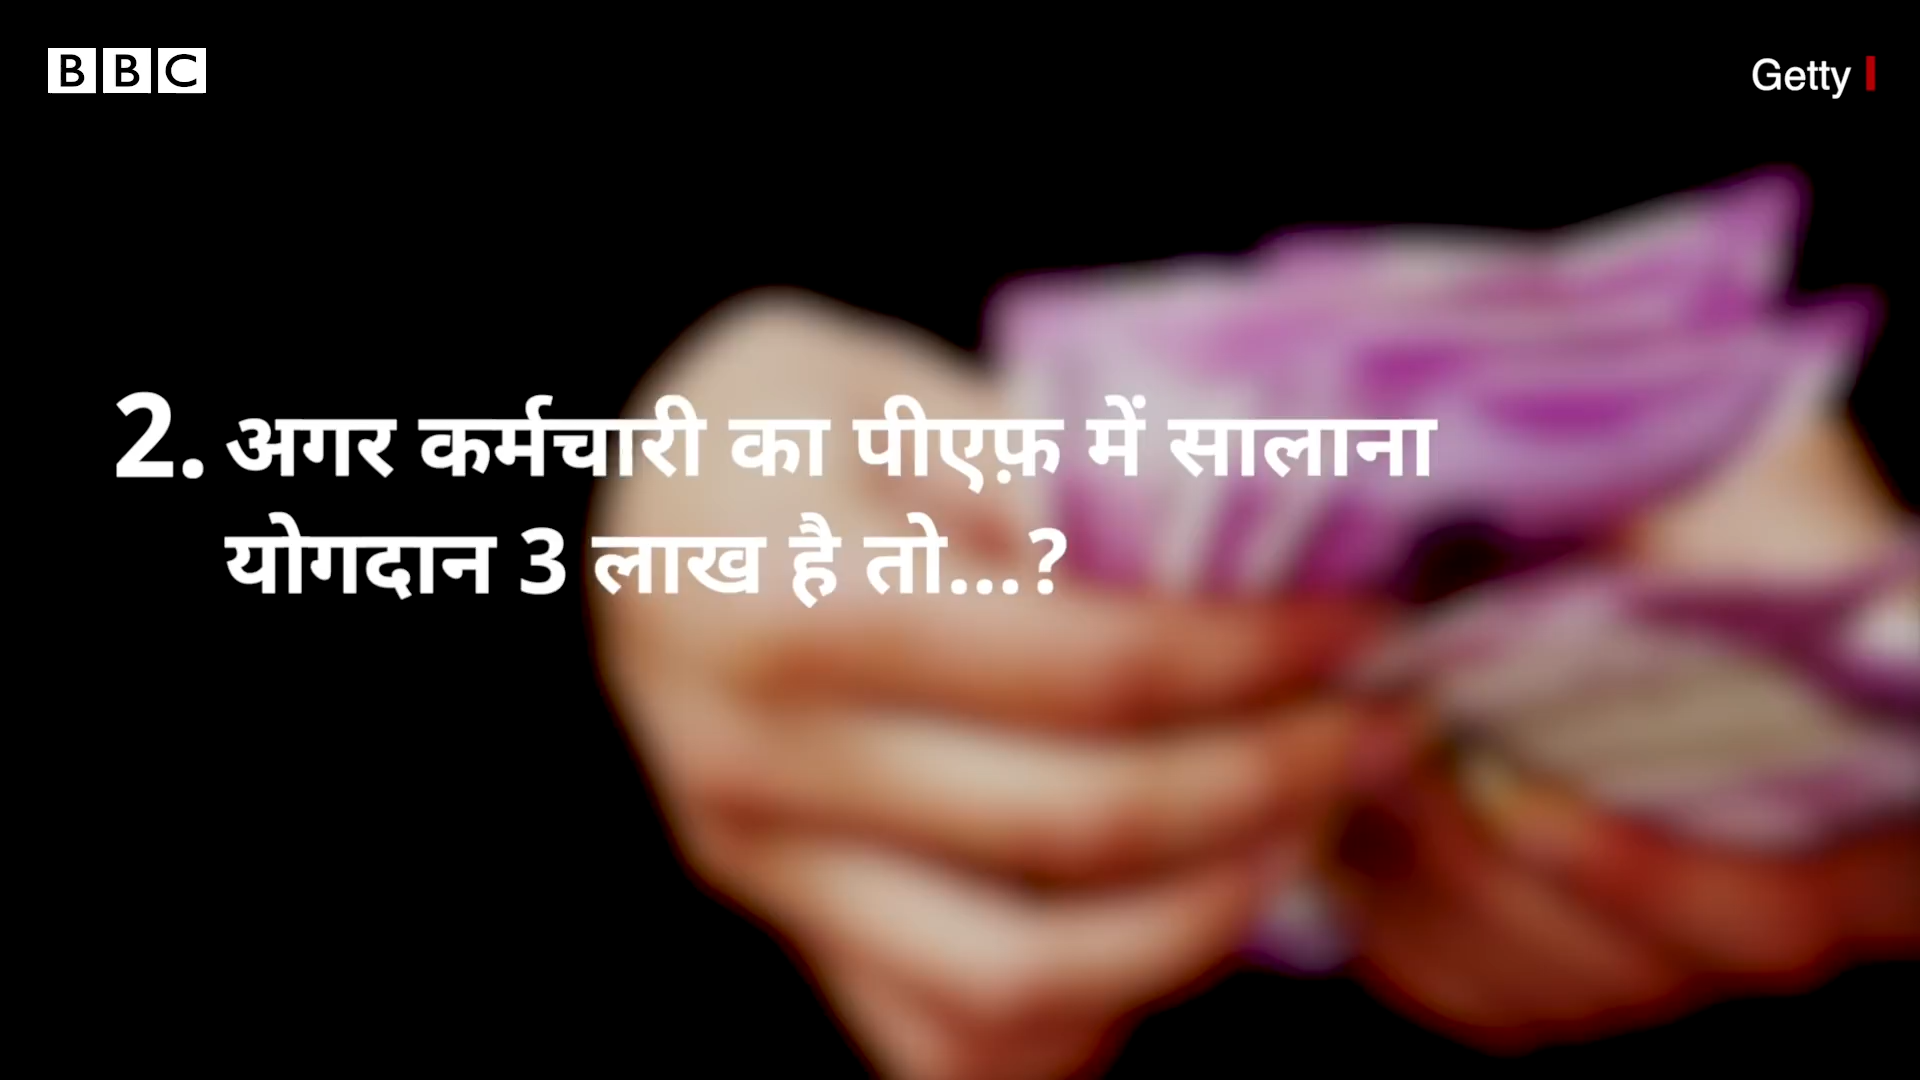 BBC
Getty
2. अगर कर्मचारी का पीएफ़ में सालाना
योगदान 3 लाख है तो...?